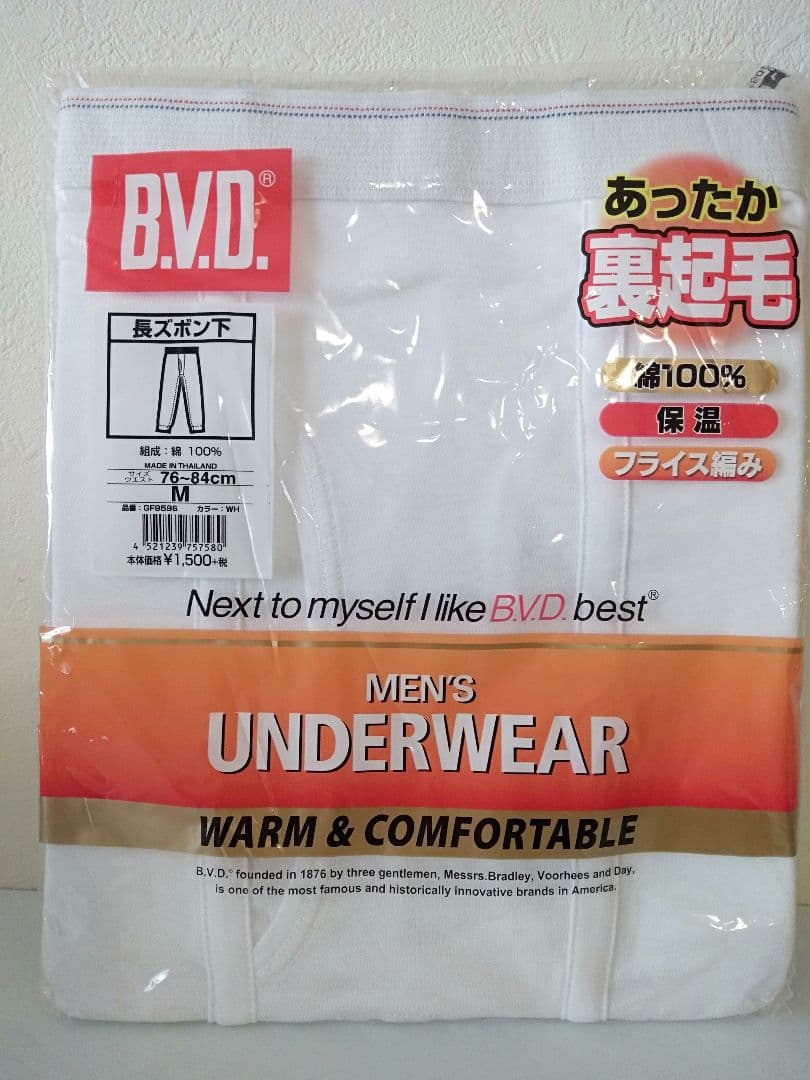 B.V.D.®
あったか
裏起毛
長ズボン下
綿100%
保温
フライス編み
組成：綿 100%
MADE IN THAILAND
サイズ
ウエスト 76~84cm
M
品番：GF9596 カラー：WH
4 521239 757580
本体価格¥1,500+税
Next to myself I like B.V.D. best®
MEN'S
UNDERWEAR
WARM & COMFORTABLE
B.V.D.® founded in 1876 by three gentlemen, Messrs.Bradley, Voorhees and Day,
is one of the most famous and historically innovative brands in America.